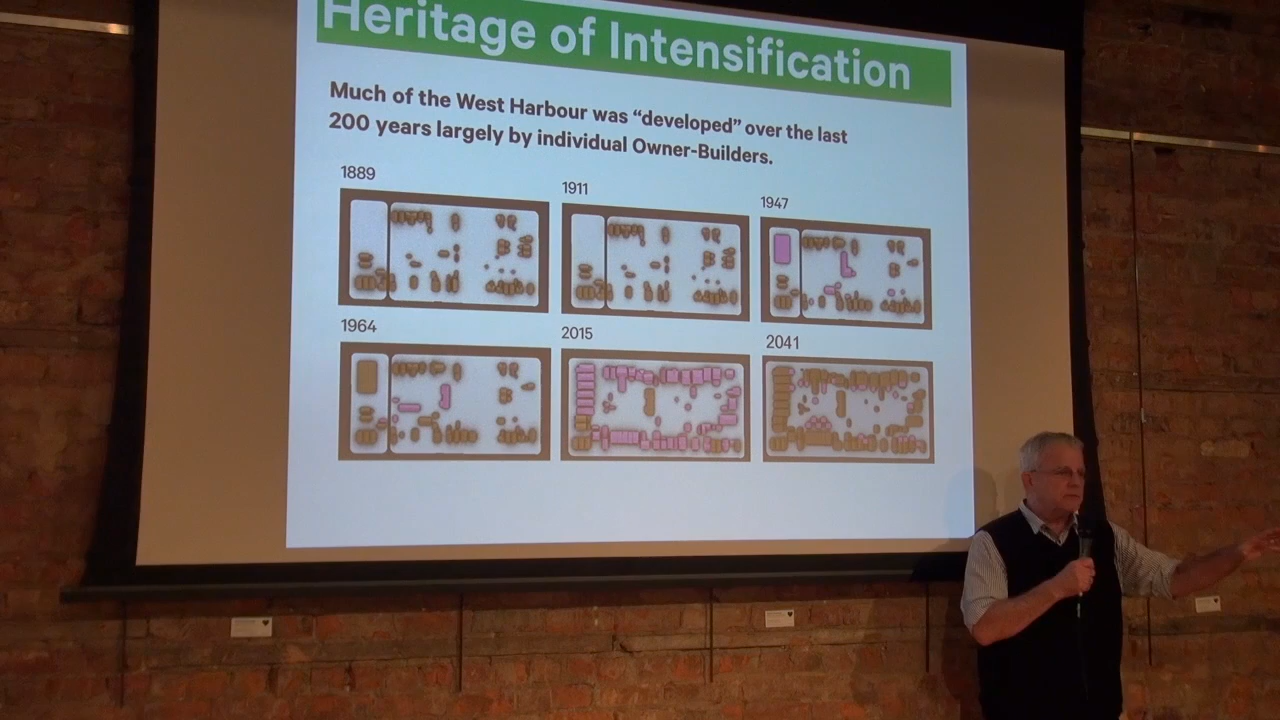 Heritage of Intensification
Much of the West Harbour was “developed” over the last
200 years largely by individual Owner-Builders.
1889
1911
1947
1964
2015
2041